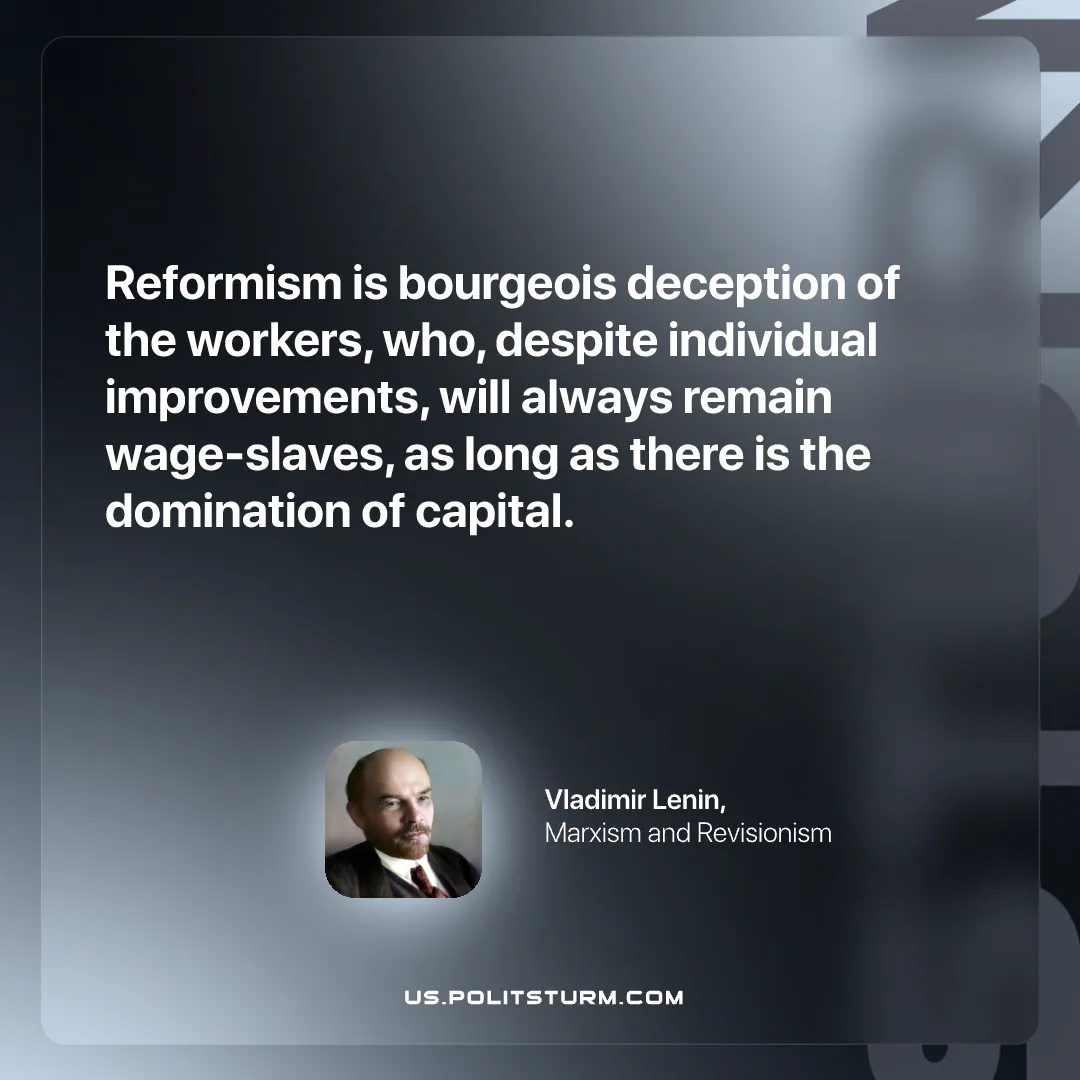 Reformism is bourgeois deception of
the workers, who, despite individual
improvements, will always remain
wage-slaves, as long as there is the
domination of capital.
Vladimir Lenin,
Marxism and Revisionism
US.POLITSTURM.COM